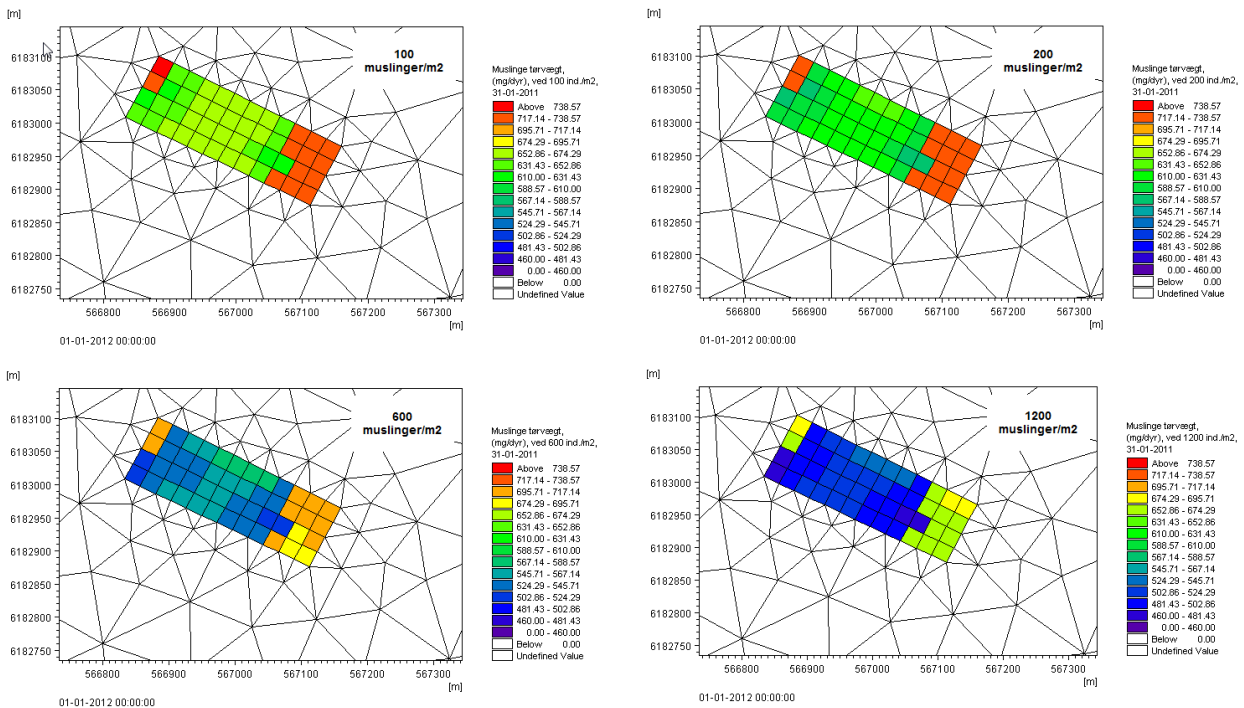 [m]
100
muslinger/m2
6183100
6183050
6183000
6182950
6182900
6182850
6182800
6182750
566800 566900 567000 567100 567200 567300
[m]
01-01-2012 00:00:00
Muslinge tørvægt,
(mg/dyr), ved 100 ind./m2,
31-01-2011
Above 738.57
717.14 - 738.57
695.71 - 717.14
674.29 - 695.71
652.86 - 674.29
631.43 - 652.86
610.00 - 631.43
588.57 - 610.00
567.14 - 588.57
545.71 - 567.14
524.29 - 545.71
502.86 - 524.29
481.43 - 502.86
460.00 - 481.43
0.00 - 460.00
Below 0.00
Undefined Value
[m]
200
muslinger/m2
6183100
6183050
6183000
6182950
6182900
6182850
6182800
6182750
566800 566900 567000 567100 567200 567300
[m]
01-01-2012 00:00:00
Muslinge tørvægt,
(mg/dyr), ved 200 ind./m2,
31-01-2011
Above 738.57
717.14 - 738.57
695.71 - 717.14
674.29 - 695.71
652.86 - 674.29
631.43 - 652.86
610.00 - 631.43
588.57 - 610.00
567.14 - 588.57
545.71 - 567.14
524.29 - 545.71
502.86 - 524.29
481.43 - 502.86
460.00 - 481.43
0.00 - 460.00
Below 0.00
Undefined Value
[m]
600
muslinger/m2
6183100
6183050
6183000
6182950
6182900
6182850
6182800
6182750
566800 566900 567000 567100 567200 567300
[m]
01-01-2012 00:00:00
Muslinge tørvægt,
(mg/dyr), ved 600 ind./m2,
31-01-2011
Above 738.57
717.14 - 738.57
695.71 - 717.14
674.29 - 695.71
652.86 - 674.29
631.43 - 652.86
610.00 - 631.43
588.57 - 610.00
567.14 - 588.57
545.71 - 567.14
524.29 - 545.71
502.86 - 524.29
481.43 - 502.86
460.00 - 481.43
0.00 - 460.00
Below 0.00
Undefined Value
[m]
1200
muslinger/m2
6183100
6183050
6183000
6182950
6182900
6182850
6182800
6182750
566800 566900 567000 567100 567200 567300
[m]
01-01-2012 00:00:00
Muslinge tørvægt,
(mg/dyr), ved 1200 ind./m2,
31-01-2011
Above 738.57
717.14 - 738.57
695.71 - 717.14
674.29 - 695.71
652.86 - 674.29
631.43 - 652.86
610.00 - 631.43
588.57 - 610.00
567.14 - 588.57
545.71 - 567.14
524.29 - 545.71
502.86 - 524.29
481.43 - 502.86
460.00 - 481.43
0.00 - 460.00
Below 0.00
Undefined Value